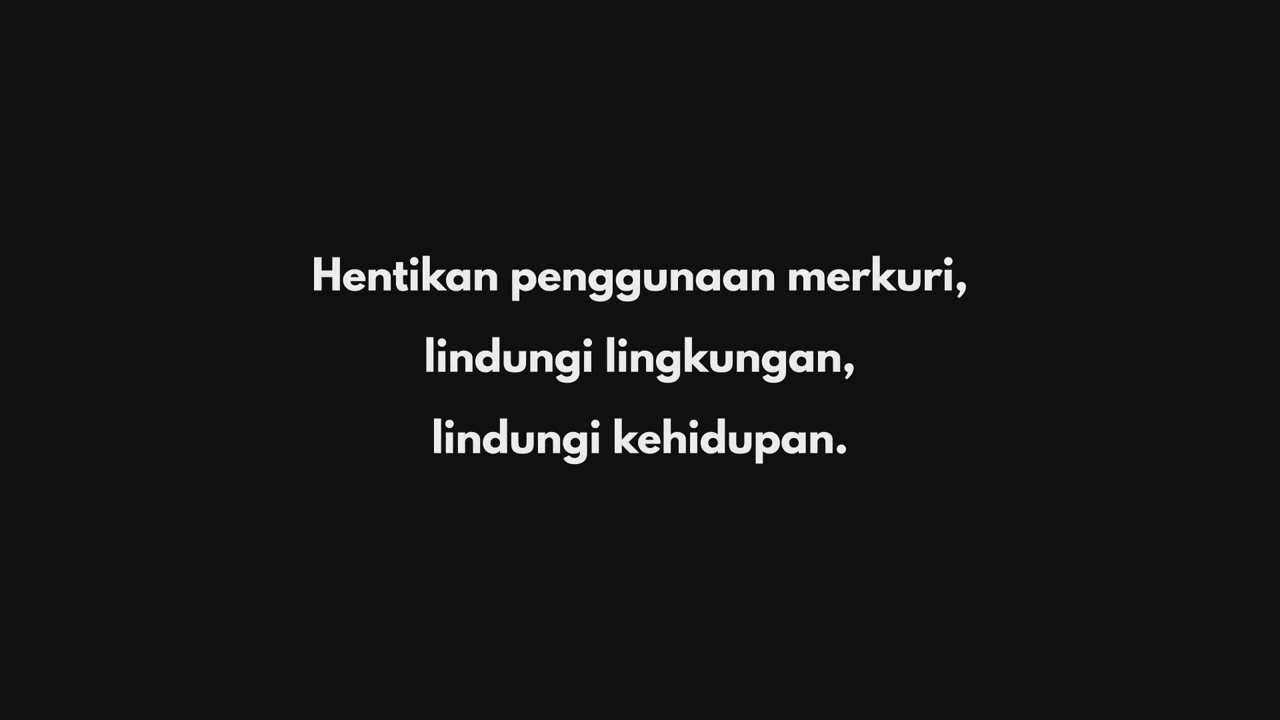 Hentikan penggunaan merkuri,
lindungi lingkungan,
lindungi kehidupan.